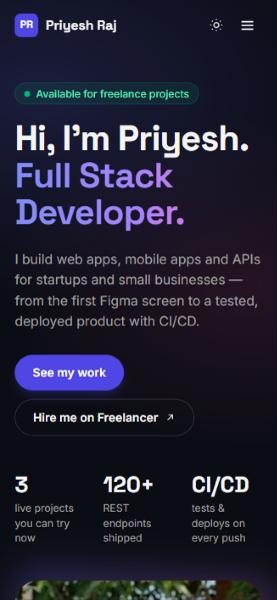 PR Priyesh Raj
Available for freelance projects
Hi, I'm Priyesh.
Full Stack
Developer.
I build web apps, mobile apps and APIs
for startups and small businesses —
from the first Figma screen to a tested,
deployed product with CI/CD.
See my work
Hire me on Freelancer ↗
3
live projects
you can try
now
120+
REST
endpoints
shipped
CI/CD
tests &
deploys on
every push